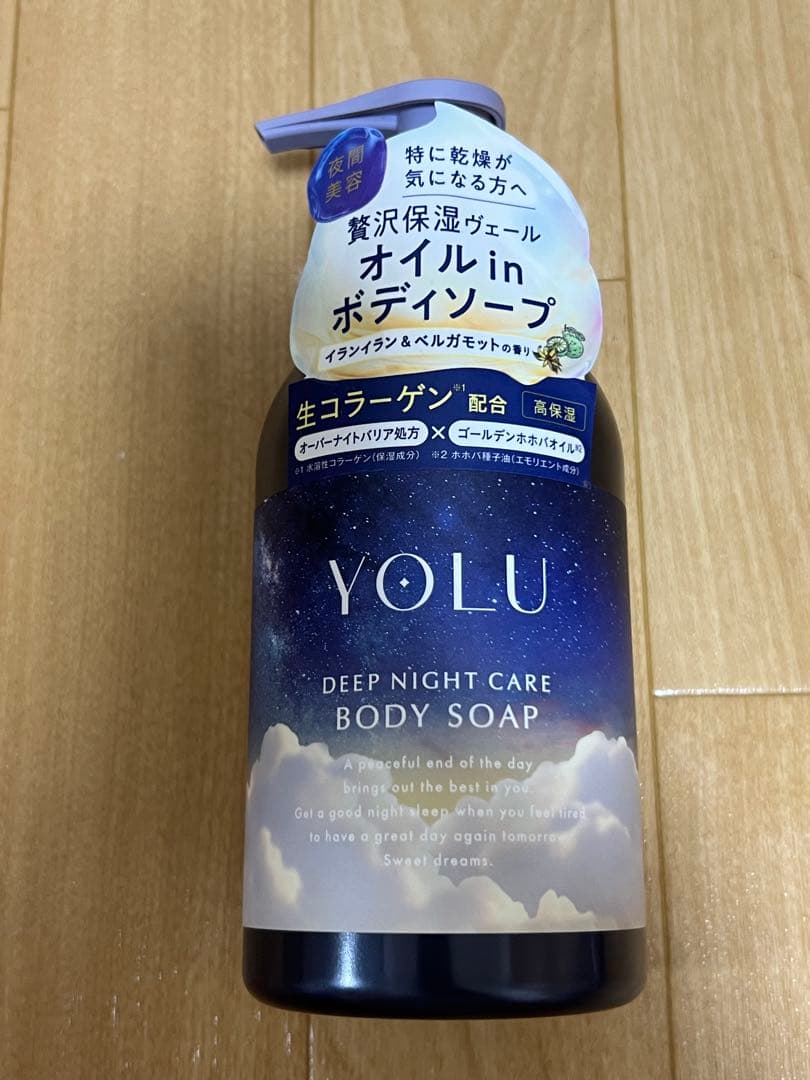 夜間
美容
特に乾燥が
気になる方へ
贅沢保湿ヴェール
オイル in
ボディソープ
イランイラン&ベルガモットの香り
生コラーゲン※1配合 高保湿
オーバーナイトバリア処方 × ゴールデンホホバオイル※2
※1 水溶性コラーゲン(保湿成分) ※2 ホホバ種子油(エモリエント成分)
YOLU
DEEP NIGHT CARE
BODY SOAP
A peaceful end of the day
brings out the best in you.
Get a good night sleep when you feel tired
to have a great day again tomorrow.
Sweet dreams.